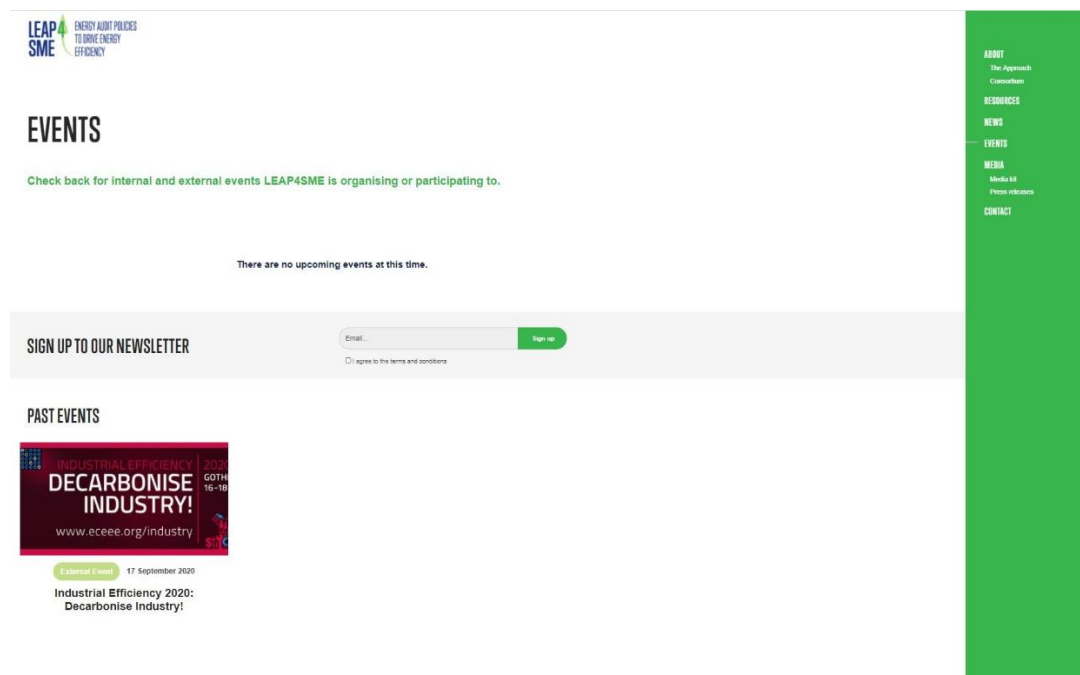 LEAP4
SME
ENERGY AUDIT POLICIES
TO DRIVE ENERGY
EFFICIENCY
EVENTS
Check back for internal and external events LEAP4SME is organising or participating to.
There are no upcoming events at this time.
SIGN UP TO OUR NEWSLETTER
Email...
Sign up
I agree to the terms and conditions
PAST EVENTS
INDUSTRIAL EFFICIENCY
DECARBONISE
INDUSTRY!
www.eceee.org/industry
2020
GOTH
16–18
External Event
17 September 2020
Industrial Efficiency 2020:
Decarbonise Industry!
ABOUT
The Approach
Consortium
RESOURCES
NEWS
EVENTS
MEDIA
Media kit
Press releases
CONTACT